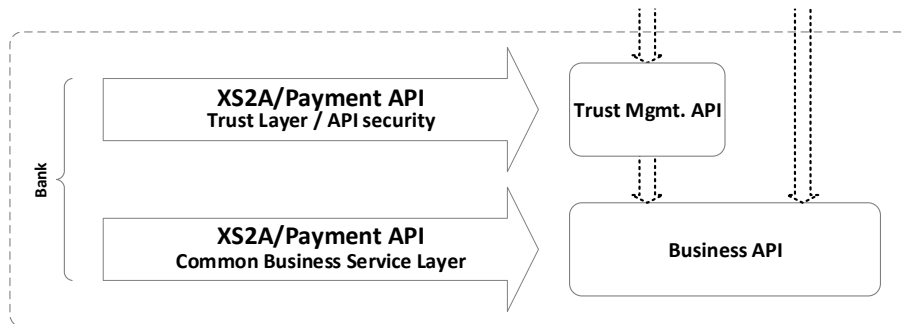 XS2A/Payment API
Trust Layer / API security
Trust Mgmt. API
Bank
XS2A/Payment API
Common Business Service Layer
Business API